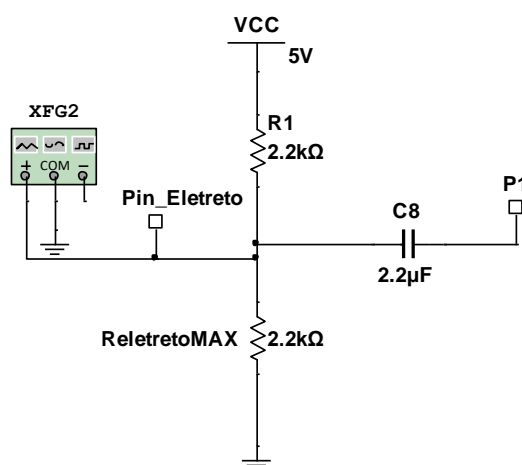 VCC
5V
XFG2
COM
R1
2.2kΩ
Pin_Eletreto
P1
C8
2.2µF
ReletretoMAX
2.2kΩ